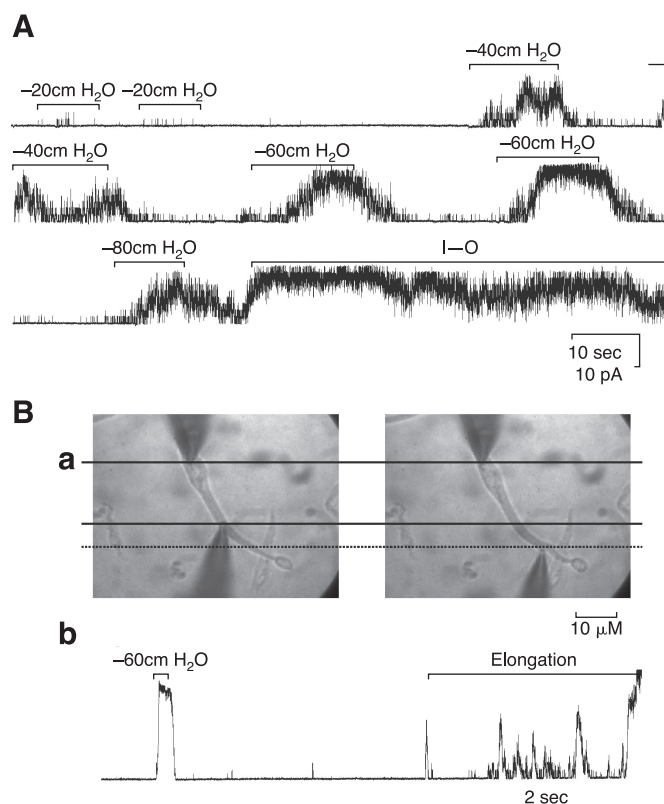 A
–40cm H₂O
–20cm H₂O –20cm H₂O
–40cm H₂O –60cm H₂O –60cm H₂O
–80cm H₂O I–O
10 sec
10 pA
B
a
10 μM
b
–60cm H₂O Elongation
2 sec